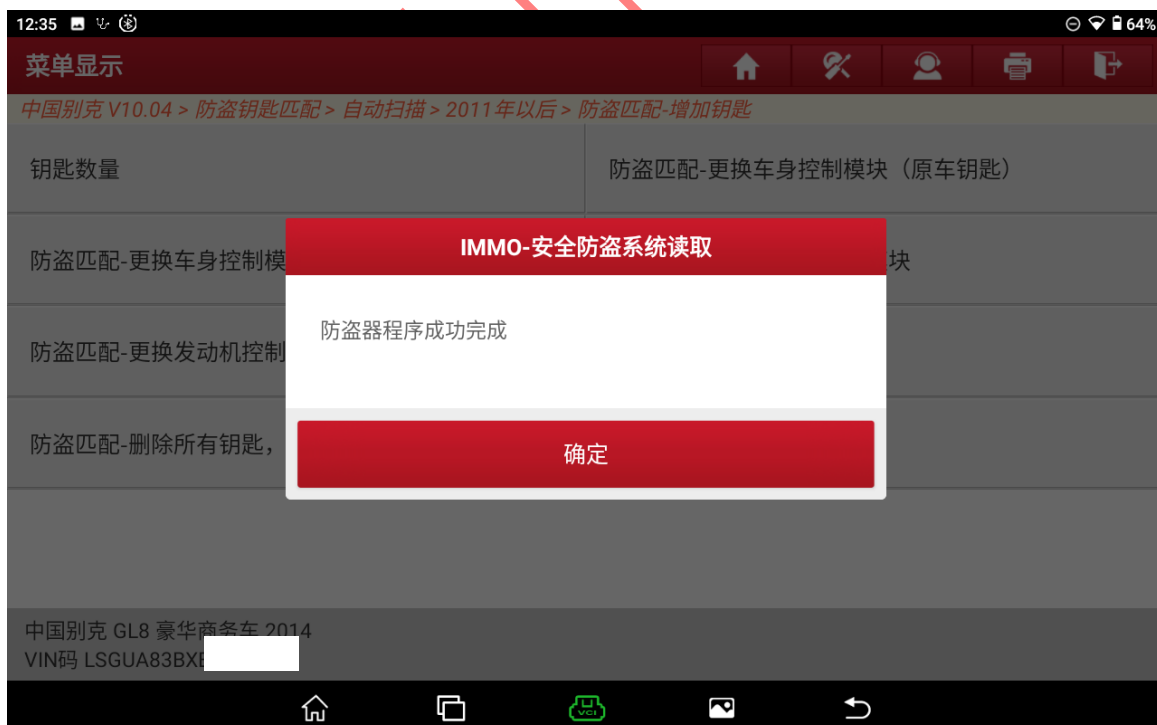 12:35
64%
菜单显示
中国别克 V10.04 > 防盗钥匙匹配 > 自动扫描 > 2011年以后 > 防盗匹配-增加钥匙
钥匙数量
防盗匹配-更换车身控制模块（原车钥匙）
防盗匹配-更换车身控制模
块
防盗匹配-更换发动机控制
防盗匹配-删除所有钥匙，
IMMO-安全防盗系统读取
防盗器程序成功完成
确定
中国别克 GL8 豪华商务车 2014
VIN码 LSGUA83BX
VCI